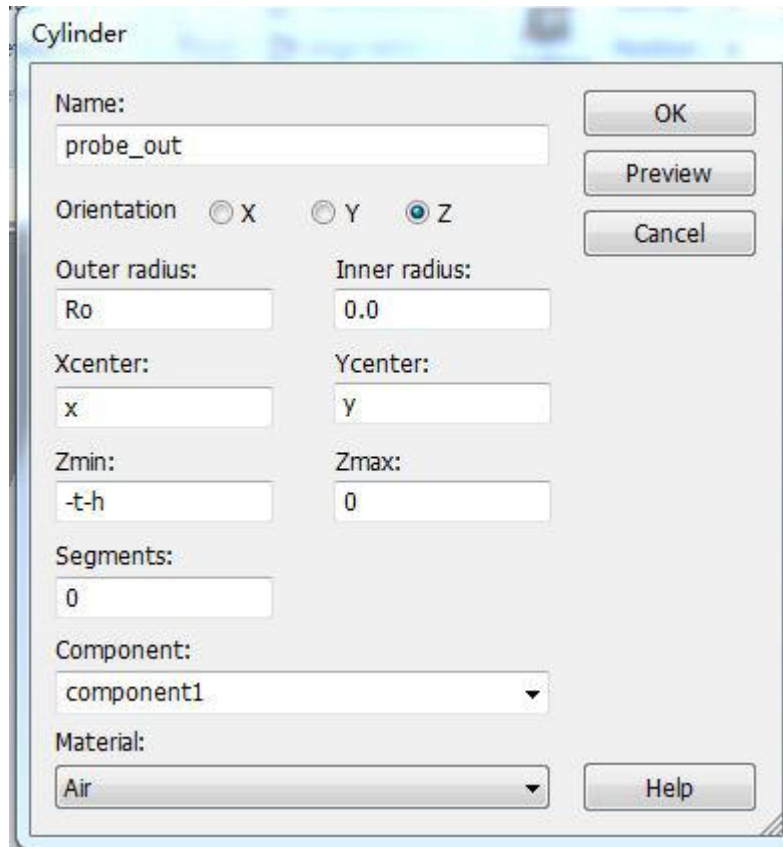 Cylinder
Name:
OK
probe_out
Preview
Orientation X Y Z
Cancel
Outer radius: Inner radius:
Ro 0.0
Xcenter: Ycenter:
x y
Zmin: Zmax:
-t-h 0
Segments:
0
Component:
component1
Material:
Air Help